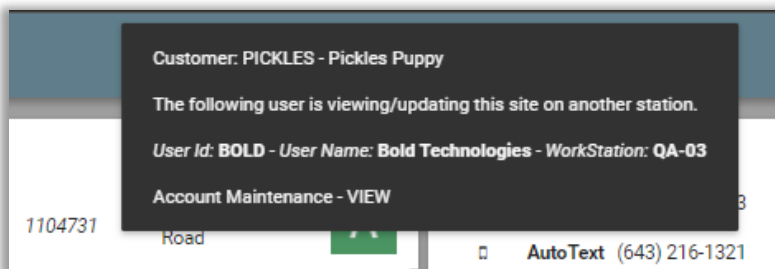 Customer: PICKLES - Pickles Puppy
The following user is viewing/updating this site on another station.
User Id: BOLD - User Name: Bold Technologies - WorkStation: QA-03
Account Maintenance - VIEW
1104731
Road
AutoText (643) 216-1321